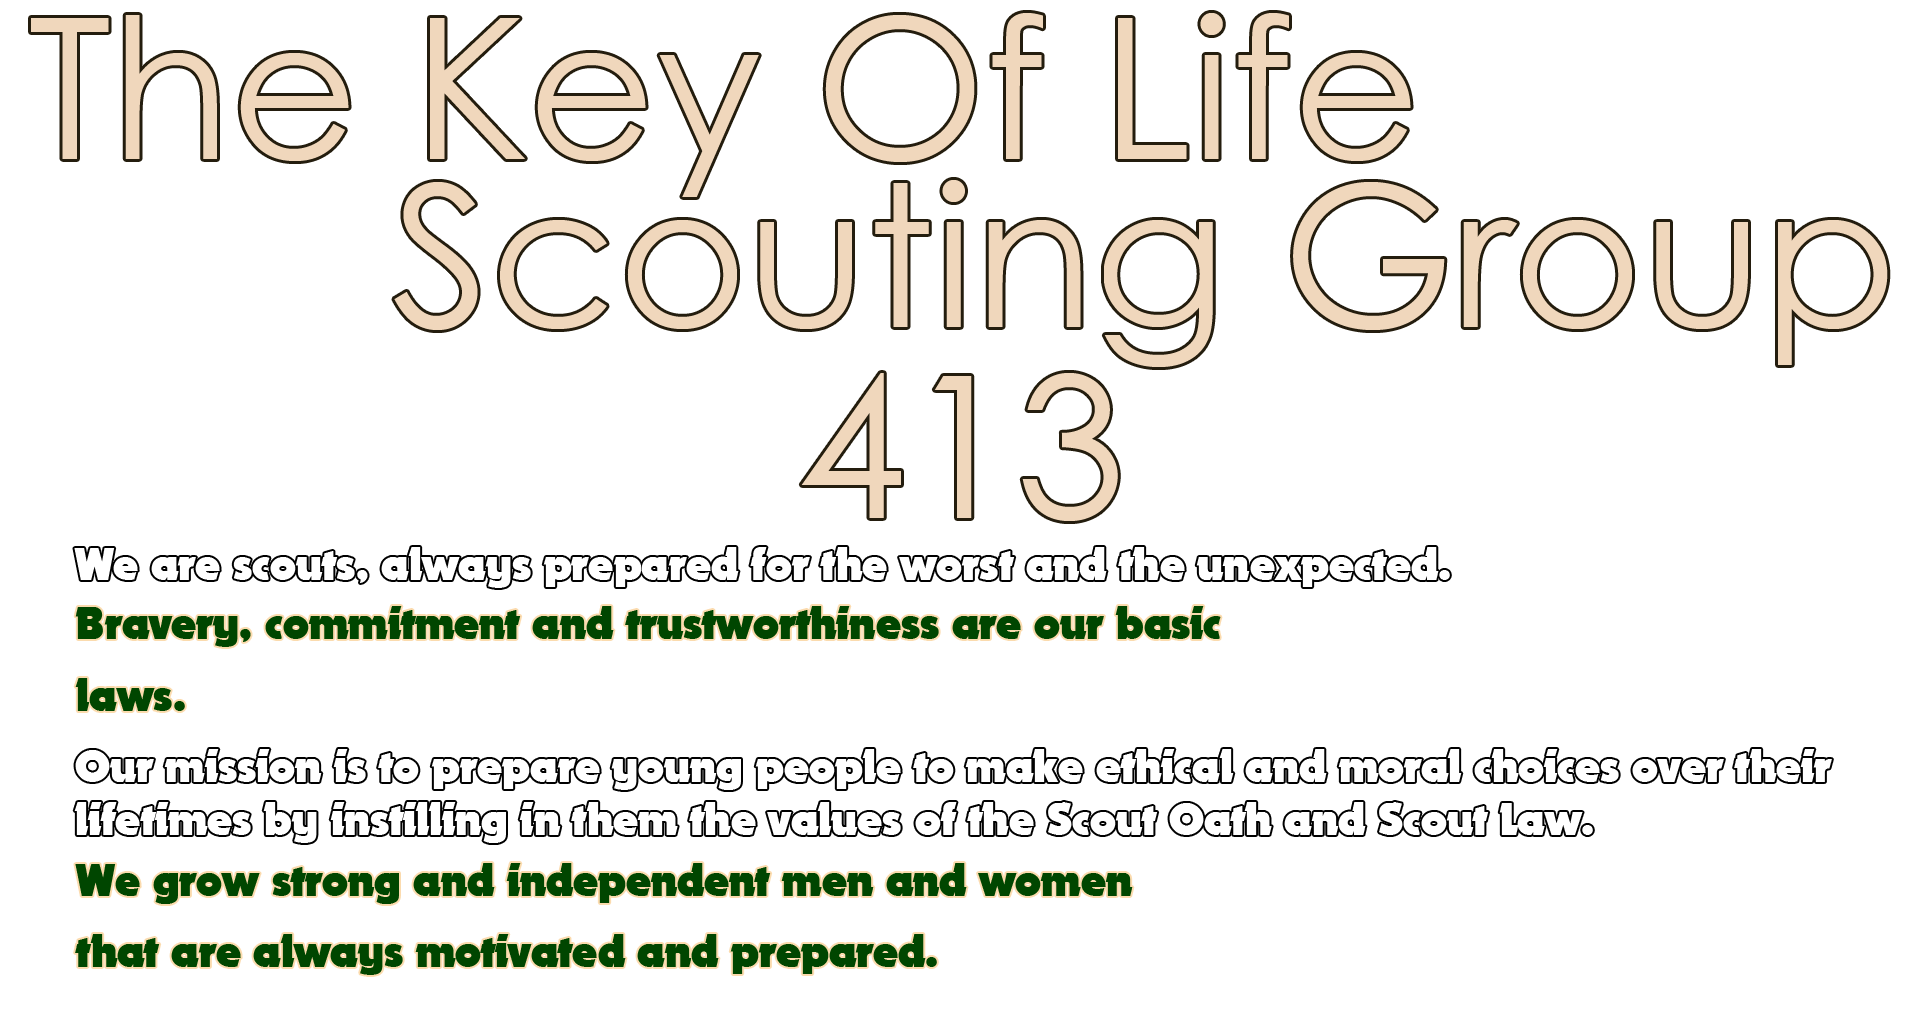 The Key Of Life
Scouting Group
413
We are scouts, always prepared for the worst and the unexpected.
Bravery, commitment and trustworthiness are our basic
laws.
Our mission is to prepare young people to make ethical and moral choices over their
lifetimes by instilling in them the values of the Scout Oath and Scout Law.
We grow strong and independent men and women
that are always motivated and prepared.